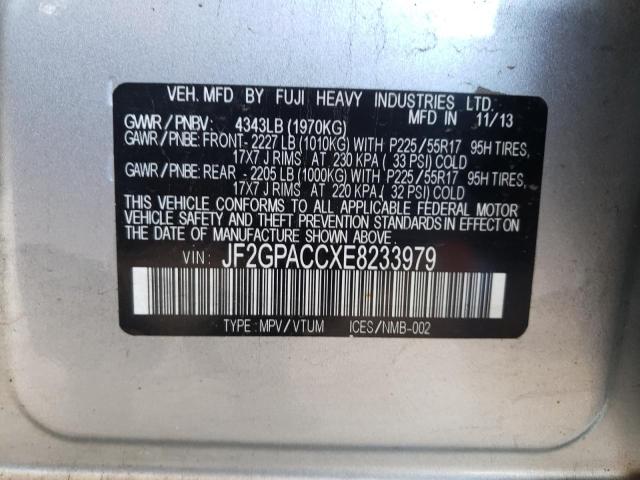 VEH. MFD BY FUJI HEAVY INDUSTRIES LTD.
MFD IN 11/13
GVWR/PNBV: 4343LB (1970KG)
GAWR/PNBE: FRONT- 2227 LB (1010KG) WITH P225/55R17 95H TIRES,
17X7 J RIMS AT 230 KPA ( 33 PSI) COLD
GAWR/PNBE: REAR - 2205 LB (1000KG) WITH P225/55R17 95H TIRES,
17X7 J RIMS AT 220 KPA ( 32 PSI) COLD
THIS VEHICLE CONFORMS TO ALL APPLICABLE FEDERAL MOTOR
VEHICLE SAFETY AND THEFT PREVENTION STANDARDS IN EFFECT ON
THE DATE OF MANUFACTURE SHOWN ABOVE.
VIN: JF2GPACCXE8233979
TYPE: MPV/VTUM ICES/NMB-002